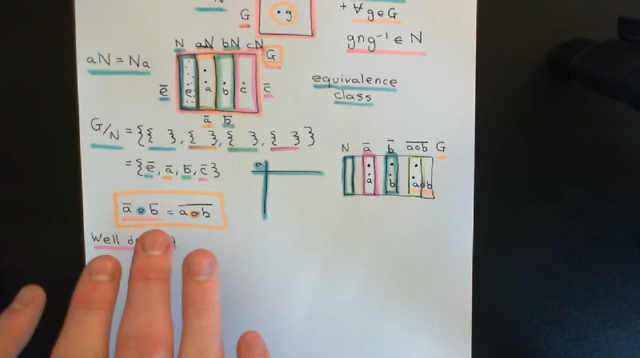 G
·g
+ ∀g∈G
gng⁻¹ ∈ N
aN = Na
N aN bN cN G
ē e a b c c̄
ā b̄
equivalence
class
G/N = {{ }, { }, { }, { }}
= {ē, ā, b̄, c̄}
N ā b̄ a∘b‾ G
a b a∘b
ā ∘ b̄ = a∘b‾
Well